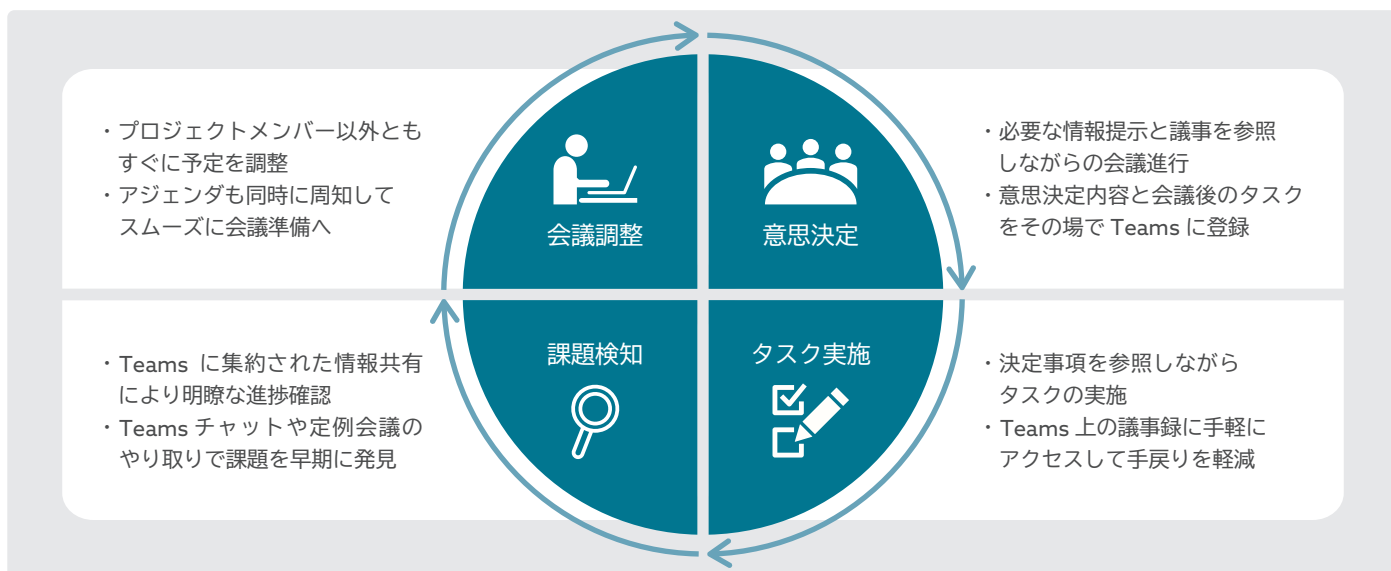 ・プロジェクトメンバー以外とも
すぐに予定を調整
・アジェンダも同時に周知して
スムーズに会議準備へ
会議調整
意思決定
・必要な情報提示と議事を参照
しながらの会議進行
・意思決定内容と会議後のタスク
をその場で Teams に登録
・Teams に集約された情報共有
により明瞭な進捗確認
・Teams チャットや定例会議の
やり取りで課題を早期に発見
課題検知
タスク実施
・決定事項を参照しながら
タスクの実施
・Teams 上の議事録に手軽に
アクセスして手戻りを軽減